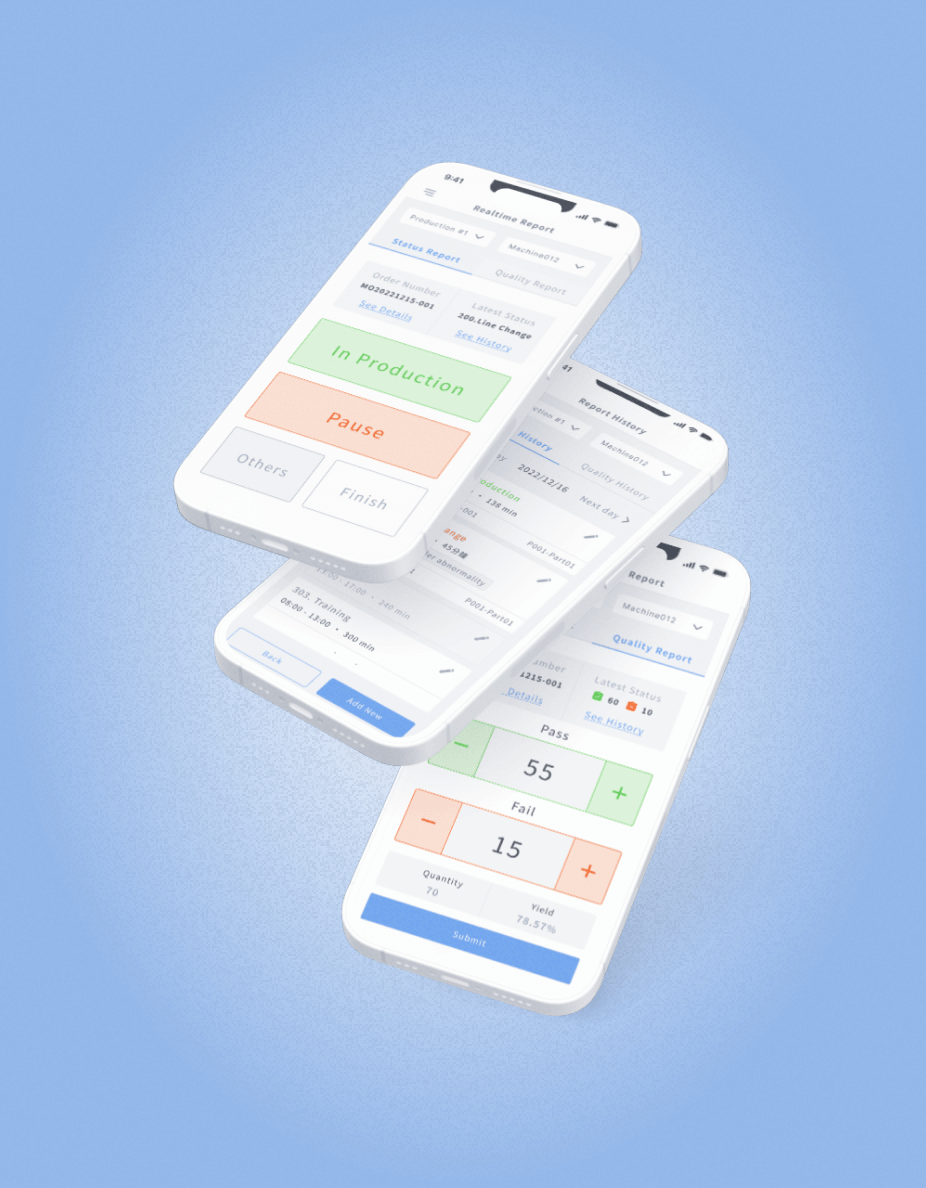 9:41
Realtime Report
Production #1
Machine012
Status Report
Quality Report
Order Number
MO20221215-001
See Details
Latest Status
200.Line Change
See History
In Production
Pause
Others
Finish
41
Report History
ction #1
Machine012
History
Quality History
ay
2022/12/16
Next day
oduction
• 138 min
-001
P001-Part01
ange
• 45分鐘
er abnormality
P001-Part01
17:00 • 240 min
303. Training
05:00 - 13:00 • 300 min
Back
Add New
Report
Machine012
Quality Report
umber
1215-001
Details
Latest Status
60
10
See History
Pass
− 55 +
Fail
− 15 +
Quantity
70
Yield
78.57%
Submit